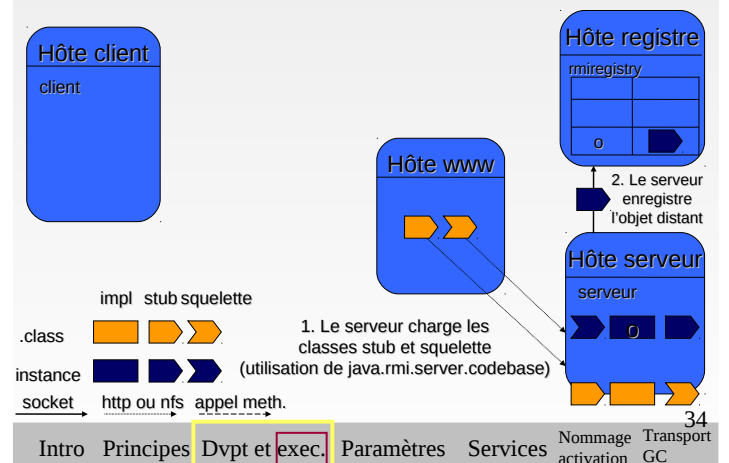 Hôte client
client
Hôte registre
rmiregistry
o
Hôte www
2. Le serveur
enregistre
l'objet distant
Hôte serveur
serveur
o
impl stub squelette
.class
instance
1. Le serveur charge les
classes stub et squelette
(utilisation de java.rmi.server.codebase)
socket http ou nfs appel meth.
34
Intro Principes Dvpt et exec. Paramètres Services Nommage activation Transport GC